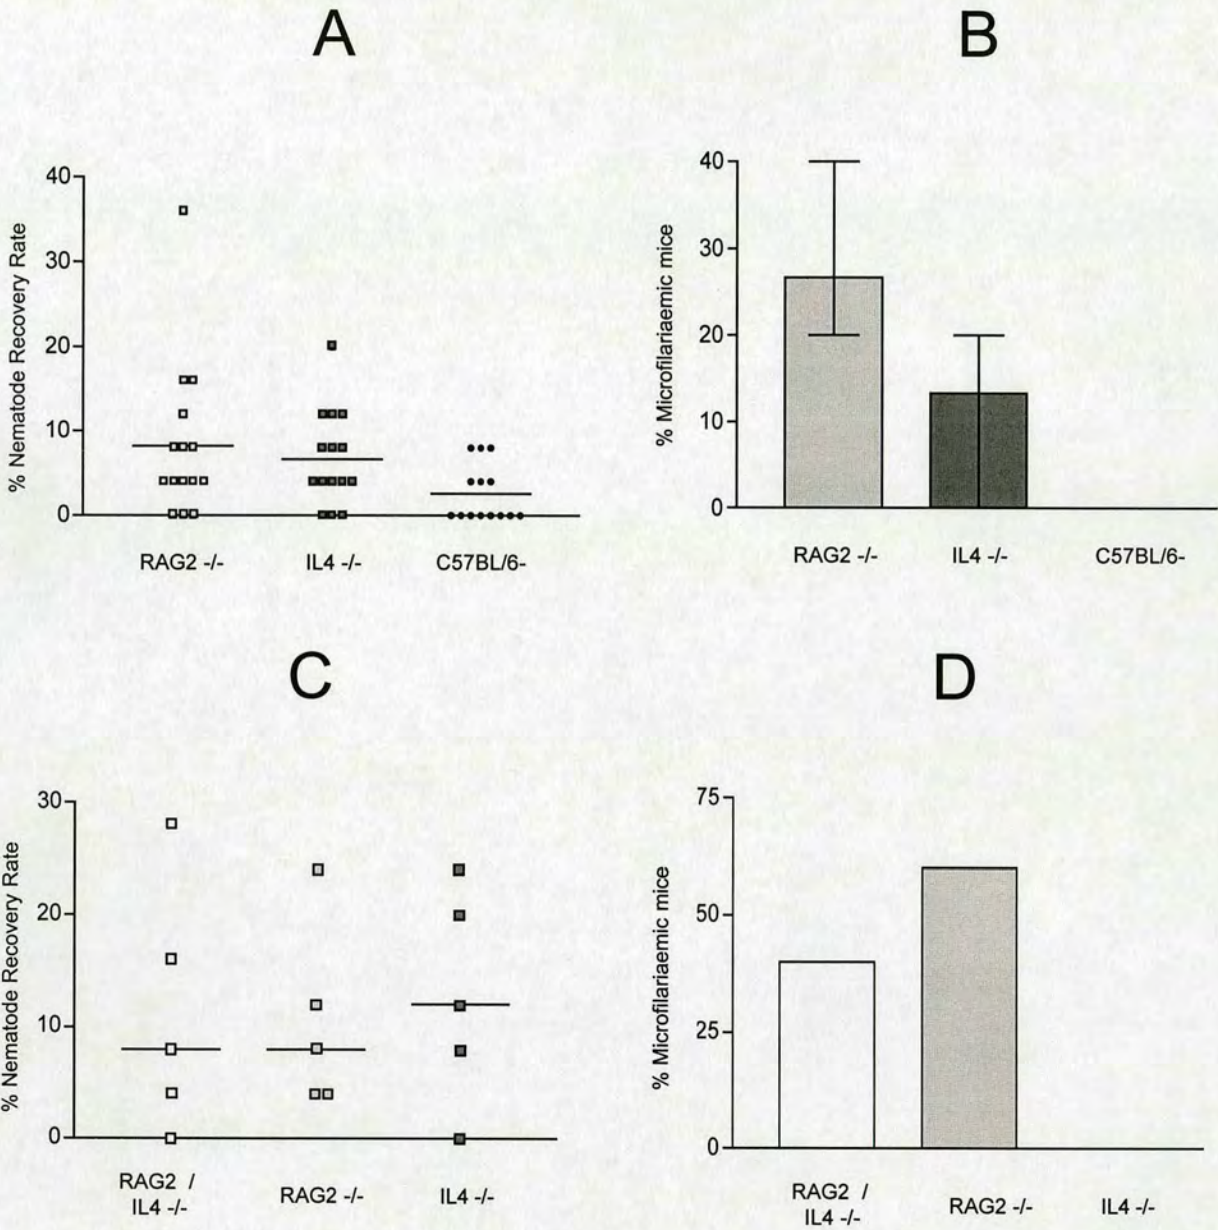 A
% Nematode Recovery Rate
40
30
20
10
0
RAG2 -/-
IL4 -/-
C57BL/6-
B
% Microfilariaemic mice
40
30
20
10
0
RAG2 -/-
IL4 -/-
C57BL/6-
C
% Nematode Recovery Rate
30
20
10
0
RAG2 /
IL4 -/-
RAG2 -/-
IL4 -/-
D
% Microfilariaemic mice
75
50
25
0
RAG2 /
IL4 -/-
RAG2 -/-
IL4 -/-